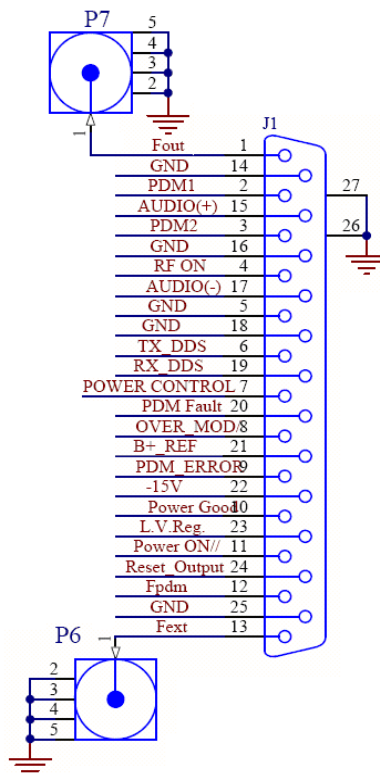 P7
5
4
3
2
1
J1
Fout 1
GND 14
PDM1 2
27
AUDIO(+) 15
PDM2 3
26
GND 16
RF ON 4
AUDIO(-) 17
GND 5
GND 18
TX_DDS 6
RX_DDS 19
POWER CONTROL 7
PDM Fault 20
OVER_MOD/ 8
B+_REF 21
PDM_ERROR 9
-15V 22
Power Good 10
L.V.Reg. 23
Power ON// 11
Reset_Output 24
Fpdm 12
GND 25
Fext 13
P6
1
2
3
4
5